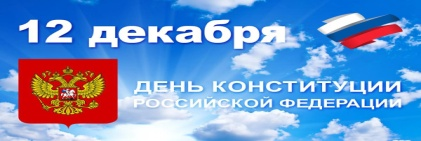 12 декабря
ДЕНЬ КОНСТИТУЦИИ
РОССИЙСКОЙ ФЕДЕРАЦИИ